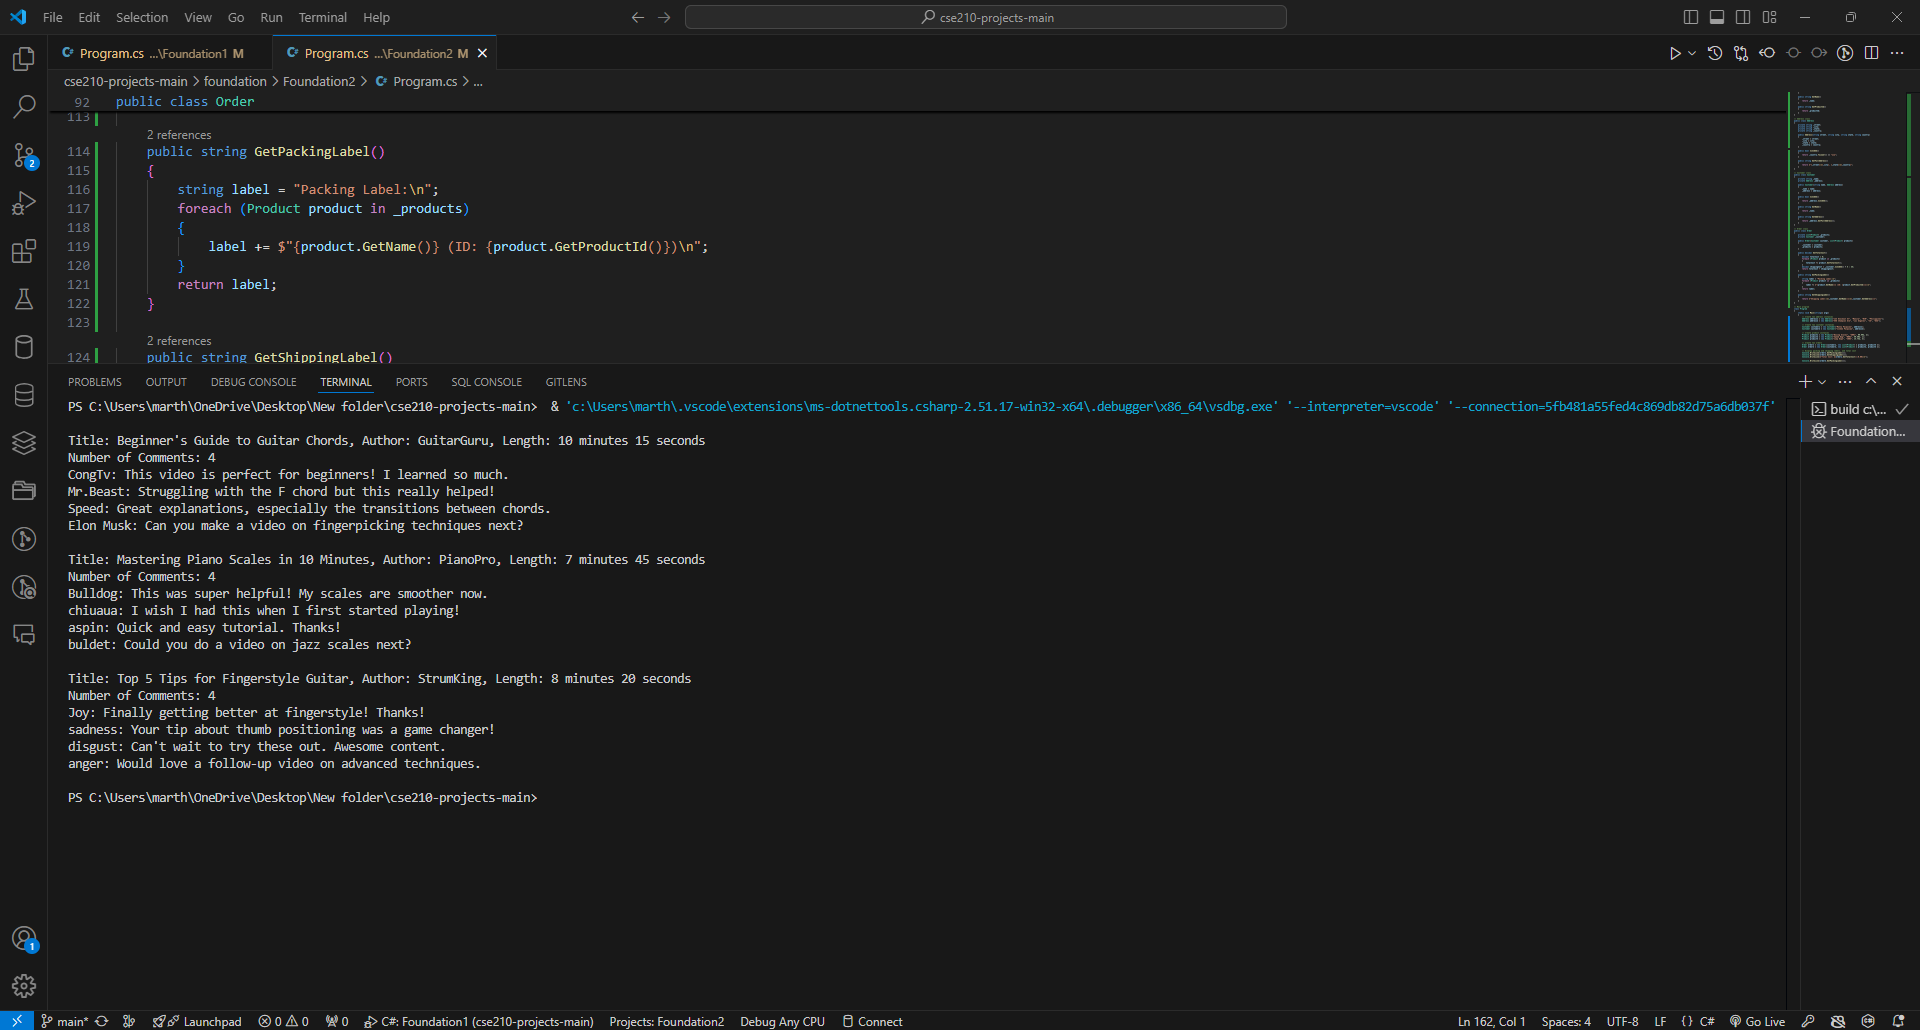 File Edit Selection View Go Run Terminal Help
cse210-projects-main
Program.cs ...\Foundation1 M
Program.cs ...\Foundation2 M
cse210-projects-main > foundation > Foundation2 > Program.cs > ...
92 public class Order
113
2 references
114 public string GetPackingLabel()
115 {
116 string label = "Packing Label:\n";
117 foreach (Product product in _products)
118 {
119 label += $"{product.GetName()} (ID: {product.GetProductId()})\n";
120 }
121 return label;
122 }
123
2 references
124 public string GetShippingLabel()
PROBLEMS OUTPUT DEBUG CONSOLE TERMINAL PORTS SQL CONSOLE GITLENS
PS C:\Users\marth\OneDrive\Desktop\New folder\cse210-projects-main> & 'c:\Users\marth\.vscode\extensions\ms-dotnettools.csharp-2.51.17-win32-x64\.debugger\x86_64\vsdbg.exe' '--interpreter=vscode' '--connection=5fb481a55fed4c869db82d75a6db037f'
build c:\...
Foundation...
Title: Beginner's Guide to Guitar Chords, Author: GuitarGuru, Length: 10 minutes 15 seconds
Number of Comments: 4
CongTv: This video is perfect for beginners! I learned so much.
Mr.Beast: Struggling with the F chord but this really helped!
Speed: Great explanations, especially the transitions between chords.
Elon Musk: Can you make a video on fingerpicking techniques next?
Title: Mastering Piano Scales in 10 Minutes, Author: PianoPro, Length: 7 minutes 45 seconds
Number of Comments: 4
Bulldog: This was super helpful! My scales are smoother now.
chiuaua: I wish I had this when I first started playing!
aspin: Quick and easy tutorial. Thanks!
buldet: Could you do a video on jazz scales next?
Title: Top 5 Tips for Fingerstyle Guitar, Author: StrumKing, Length: 8 minutes 20 seconds
Number of Comments: 4
Joy: Finally getting better at fingerstyle! Thanks!
sadness: Your tip about thumb positioning was a game changer!
disgust: Can't wait to try these out. Awesome content.
anger: Would love a follow-up video on advanced techniques.
PS C:\Users\marth\OneDrive\Desktop\New folder\cse210-projects-main>
2
1
main* Launchpad 0 0 0 C#: Foundation1 (cse210-projects-main) Projects: Foundation2 Debug Any CPU Connect Ln 162, Col 1 Spaces: 4 UTF-8 LF {} C# Go Live